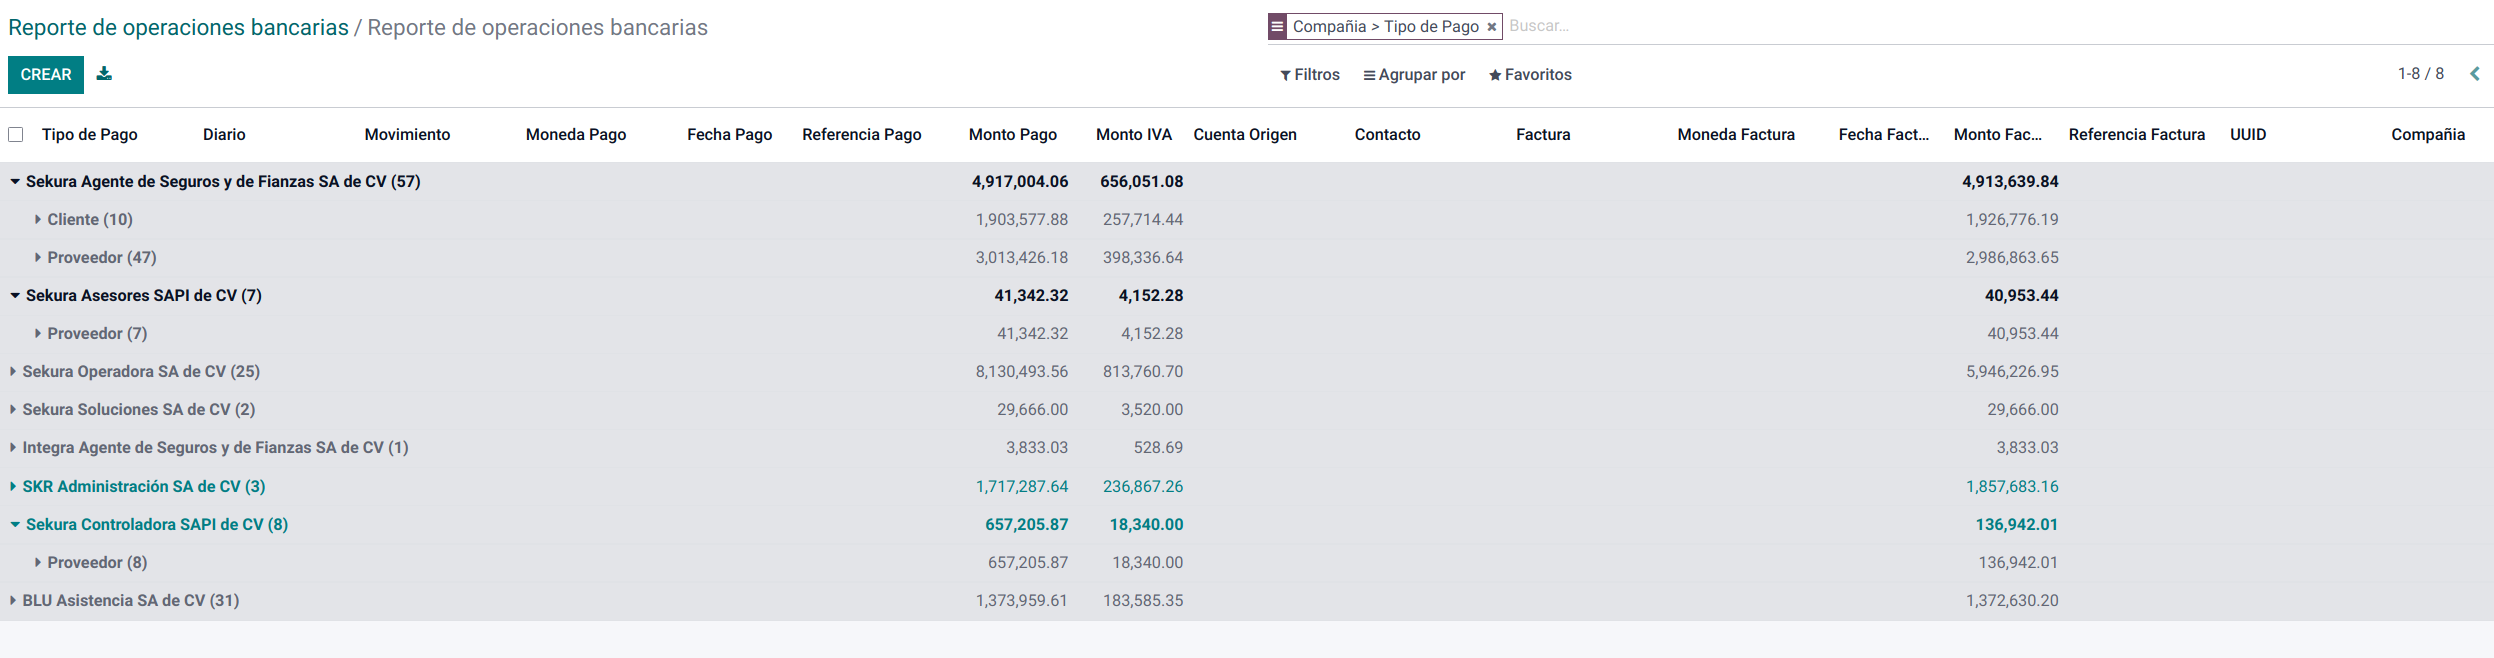 Reporte de operaciones bancarias / Reporte de operaciones bancarias
Compañia > Tipo de Pago × Buscar...
CREAR
Filtros Agrupar por Favoritos 1-8 / 8
Tipo de Pago Diario Movimiento Moneda Pago Fecha Pago Referencia Pago Monto Pago Monto IVA Cuenta Origen Contacto Factura Moneda Factura Fecha Fact... Monto Fac... Referencia Factura UUID Compañia
Sekura Agente de Seguros y de Fianzas SA de CV (57) 4,917,004.06 656,051.08 4,913,639.84
Cliente (10) 1,903,577.88 257,714.44 1,926,776.19
Proveedor (47) 3,013,426.18 398,336.64 2,986,863.65
Sekura Asesores SAPI de CV (7) 41,342.32 4,152.28 40,953.44
Proveedor (7) 41,342.32 4,152.28 40,953.44
Sekura Operadora SA de CV (25) 8,130,493.56 813,760.70 5,946,226.95
Sekura Soluciones SA de CV (2) 29,666.00 3,520.00 29,666.00
Integra Agente de Seguros y de Fianzas SA de CV (1) 3,833.03 528.69 3,833.03
SKR Administración SA de CV (3) 1,717,287.64 236,867.26 1,857,683.16
Sekura Controladora SAPI de CV (8) 657,205.87 18,340.00 136,942.01
Proveedor (8) 657,205.87 18,340.00 136,942.01
BLU Asistencia SA de CV (31) 1,373,959.61 183,585.35 1,372,630.20